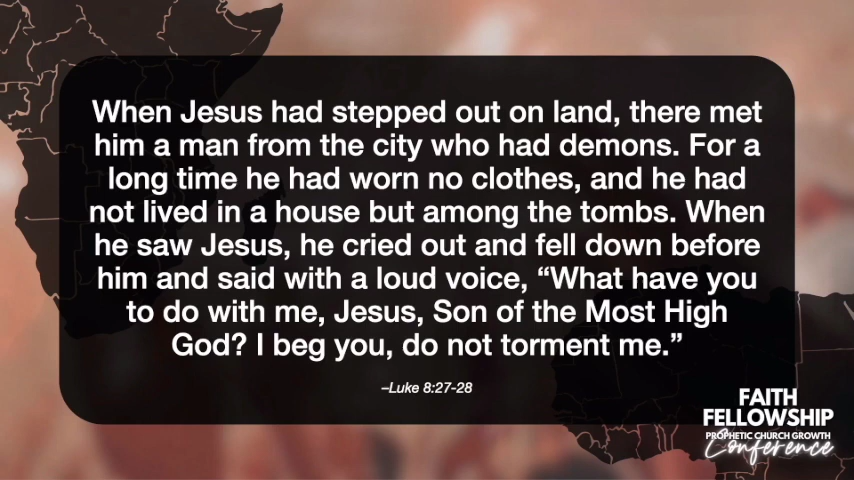 When Jesus had stepped out on land, there met
him a man from the city who had demons. For a
long time he had worn no clothes, and he had
not lived in a house but among the tombs. When
he saw Jesus, he cried out and fell down before
him and said with a loud voice, “What have you
to do with me, Jesus, Son of the Most High
God? I beg you, do not torment me.”
–Luke 8:27-28
FAITH
FELLOWSHIP
PROPHETIC CHURCH GROWTH
Conference